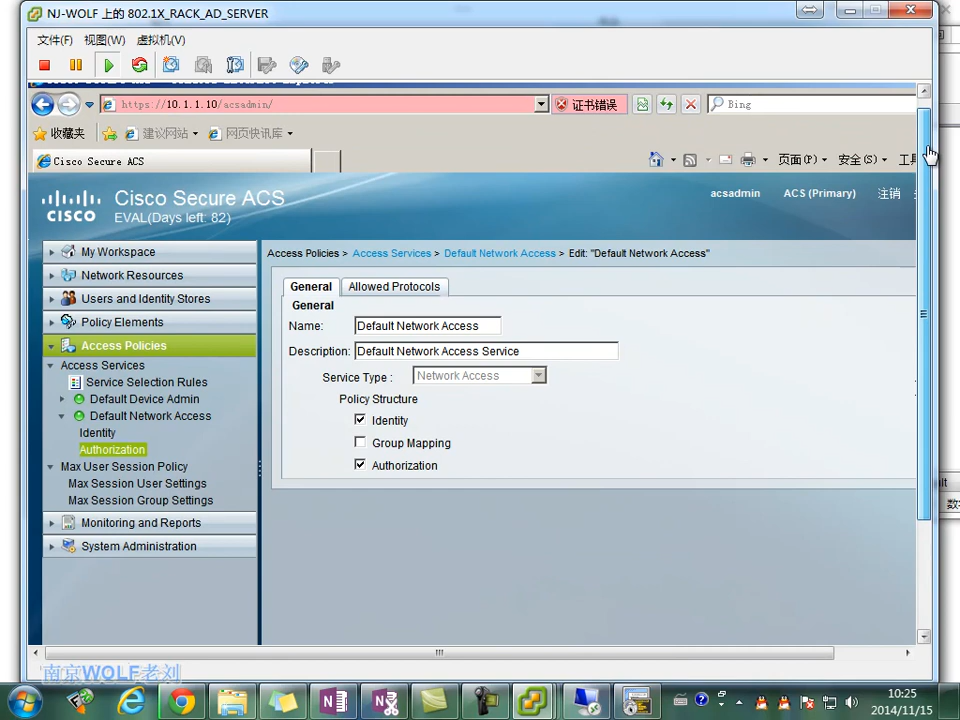 NJ-WOLF 上的 802.1X_RACK_AD_SERVER
文件(F) 视图(W) 虚拟机(V)
https://10.1.1.10/acsadmin/ 证书错误 Bing
收藏夹 建议网站 网页快讯库
Cisco Secure ACS 页面(P) 安全(S) 工具
CISCO Cisco Secure ACS
EVAL(Days left: 82)
acsadmin ACS (Primary) 注销
My Workspace
Network Resources
Users and Identity Stores
Policy Elements
Access Policies
Access Services
Service Selection Rules
Default Device Admin
Default Network Access
Identity
Authorization
Max User Session Policy
Max Session User Settings
Max Session Group Settings
Monitoring and Reports
System Administration
Access Policies > Access Services > Default Network Access > Edit: "Default Network Access"
General Allowed Protocols
General
Name: Default Network Access
Description: Default Network Access Service
Service Type : Network Access
Policy Structure
Identity
Group Mapping
Authorization
南京WOLF老刘
10:25
2014/11/15